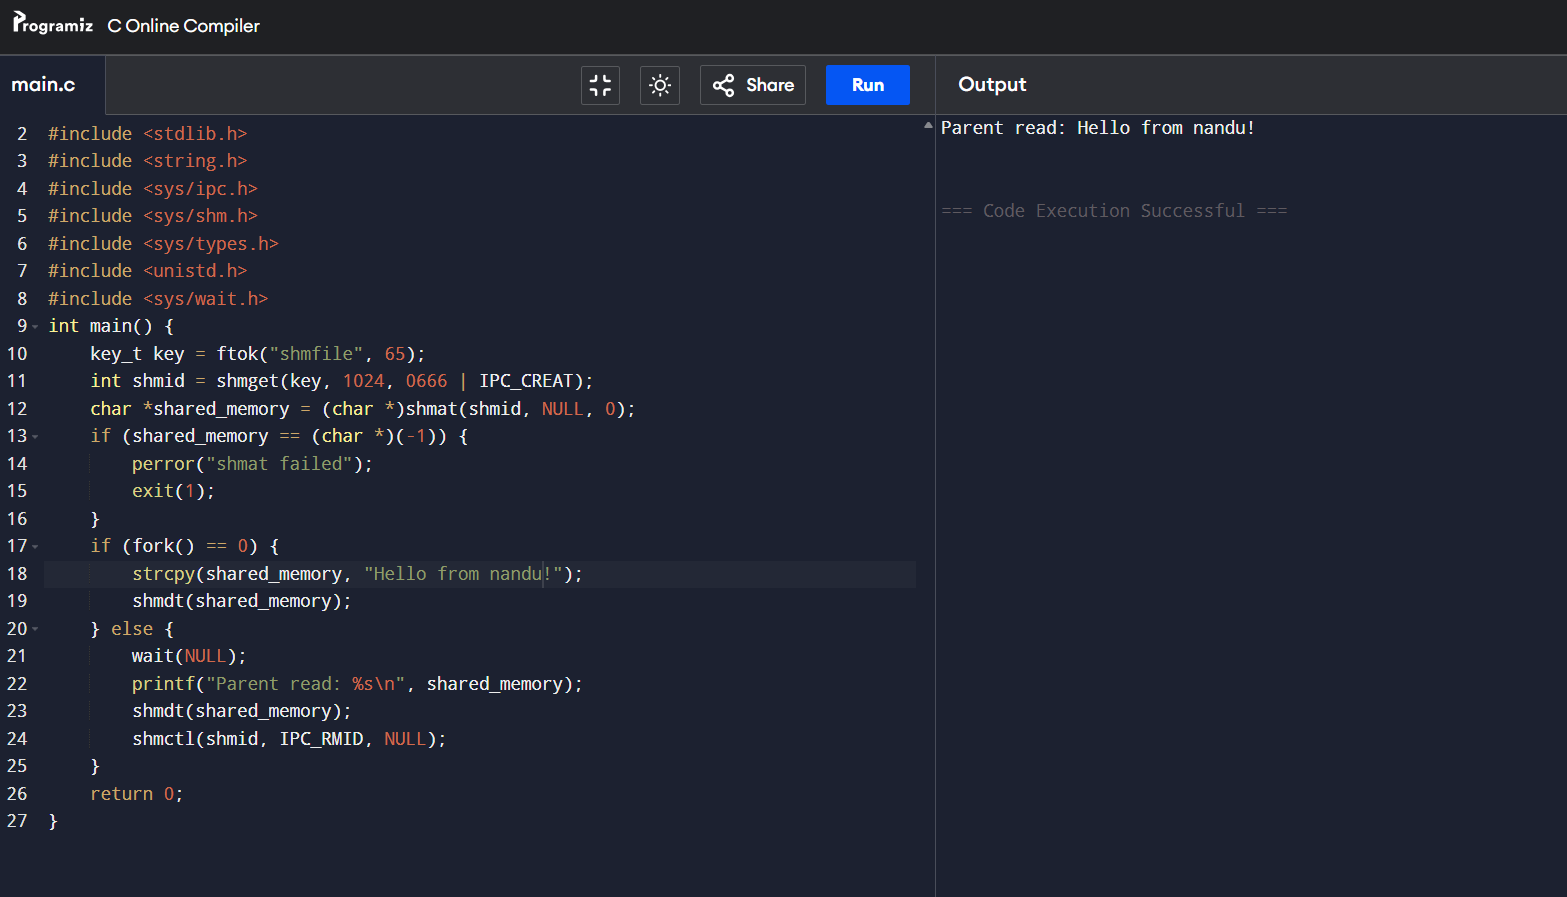 Programiz C Online Compiler
main.c Share Run Output
2 #include <stdlib.h>
3 #include <string.h>
4 #include <sys/ipc.h>
5 #include <sys/shm.h>
6 #include <sys/types.h>
7 #include <unistd.h>
8 #include <sys/wait.h>
9 int main() {
10     key_t key = ftok("shmfile", 65);
11     int shmid = shmget(key, 1024, 0666 | IPC_CREAT);
12     char *shared_memory = (char *)shmat(shmid, NULL, 0);
13     if (shared_memory == (char *)(-1)) {
14         perror("shmat failed");
15         exit(1);
16     }
17     if (fork() == 0) {
18         strcpy(shared_memory, "Hello from nandu!");
19         shmdt(shared_memory);
20     } else {
21         wait(NULL);
22         printf("Parent read: %s\n", shared_memory);
23         shmdt(shared_memory);
24         shmctl(shmid, IPC_RMID, NULL);
25     }
26     return 0;
27 }
Parent read: Hello from nandu!
=== Code Execution Successful ===